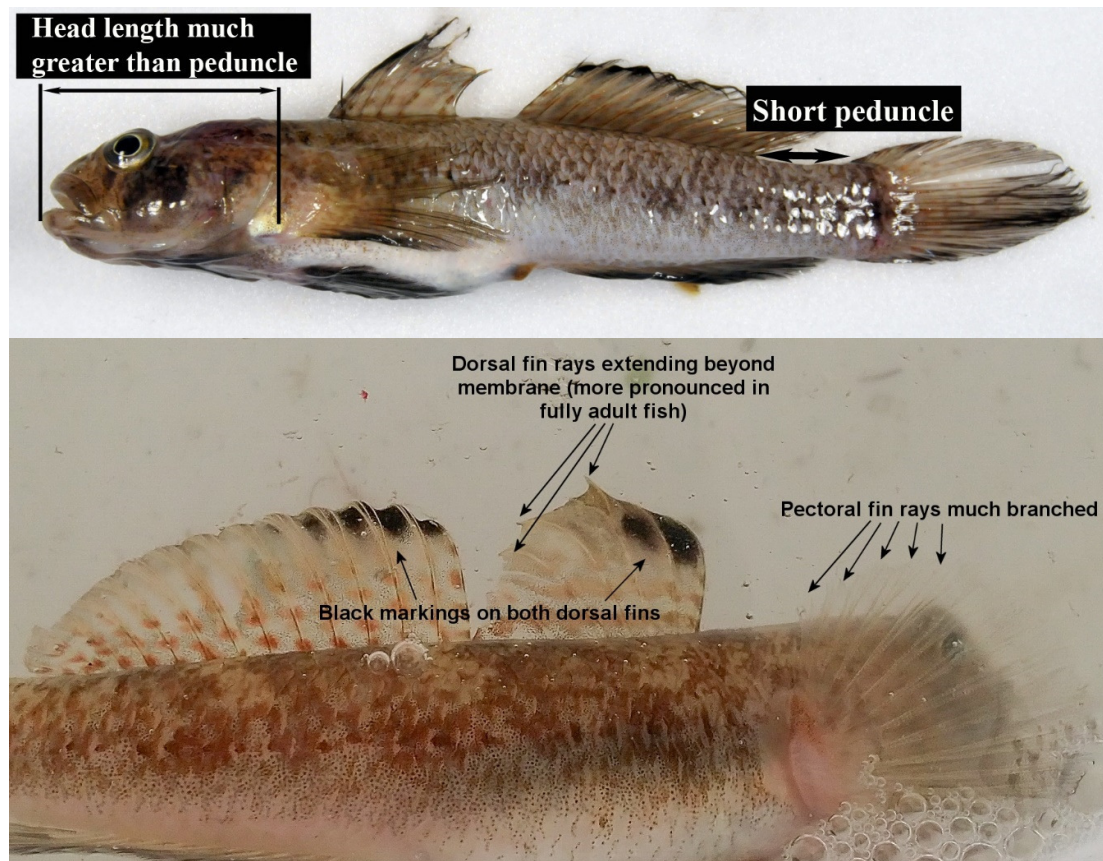 Head length much
greater than peduncle
Short peduncle
Dorsal fin rays extending beyond
membrane (more pronounced in
fully adult fish)
Pectoral fin rays much branched
Black markings on both dorsal fins